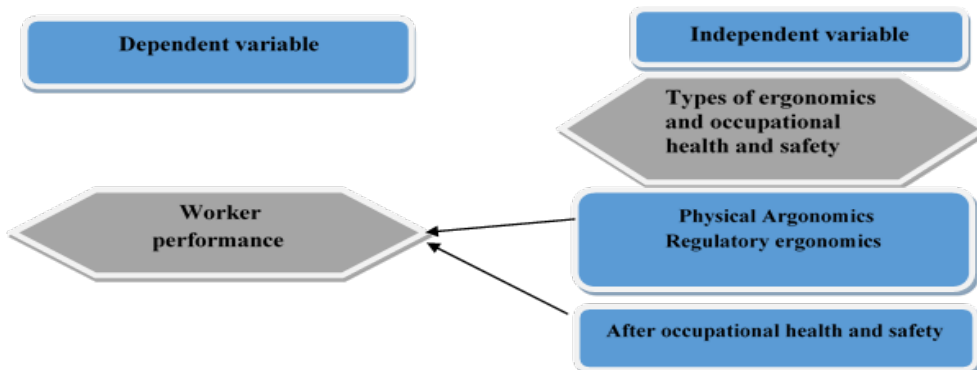 Dependent variable
Independent variable
Types of ergonomics
and occupational
health and safety
Worker
performance
Physical Argonomics
Regulatory ergonomics
After occupational health and safety